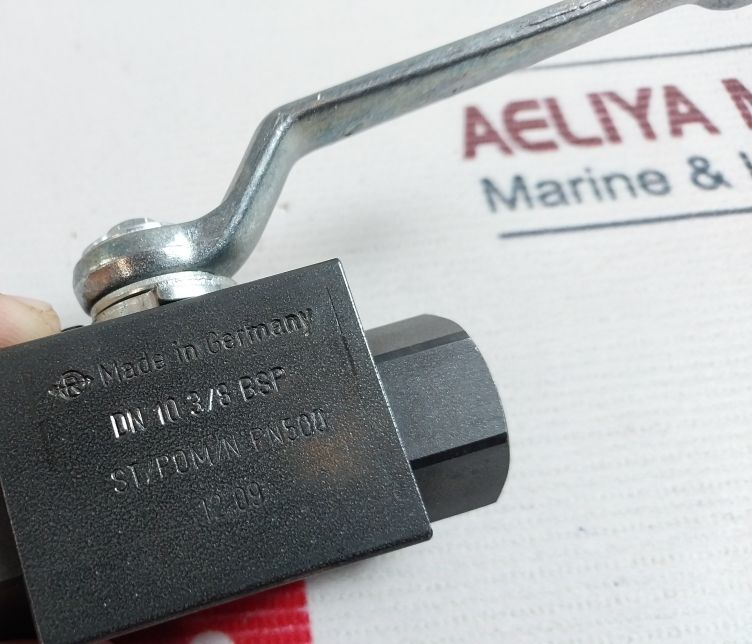 AELIYA M
Marine &
Made in Germany
DN 10 3/8 BSP
ST/POM/N PN500
12.09